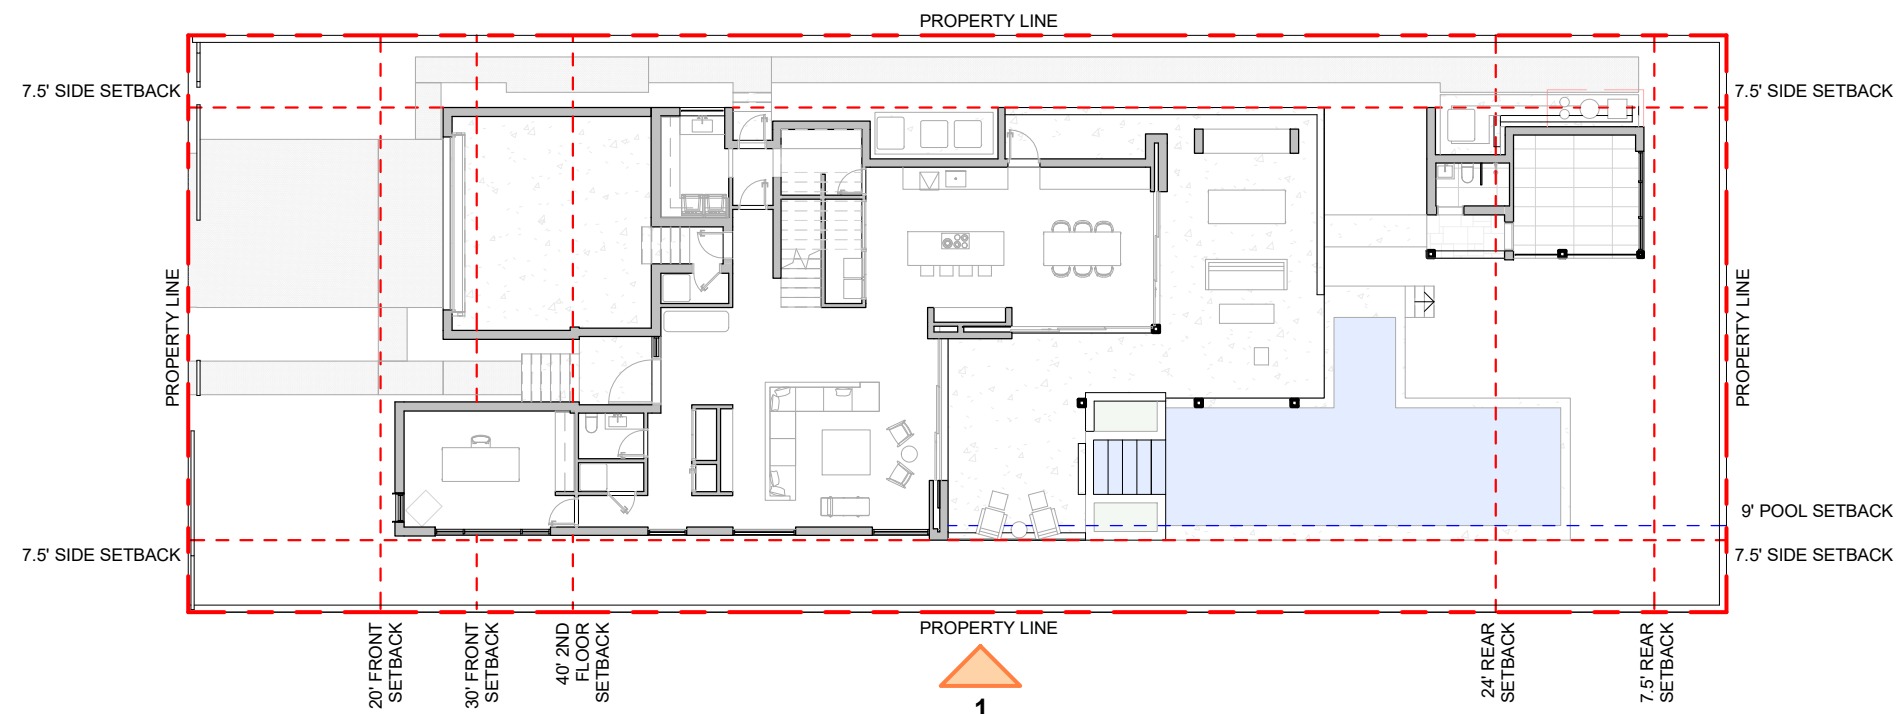 PROPERTY LINE
7.5' SIDE SETBACK
7.5' SIDE SETBACK
PROPERTY LINE
PROPERTY LINE
9' POOL SETBACK
7.5' SIDE SETBACK
7.5' SIDE SETBACK
PROPERTY LINE
20' FRONT
SETBACK
30' FRONT
SETBACK
40' 2ND
FLOOR
SETBACK
24' REAR
SETBACK
7.5' REAR
SETBACK
1